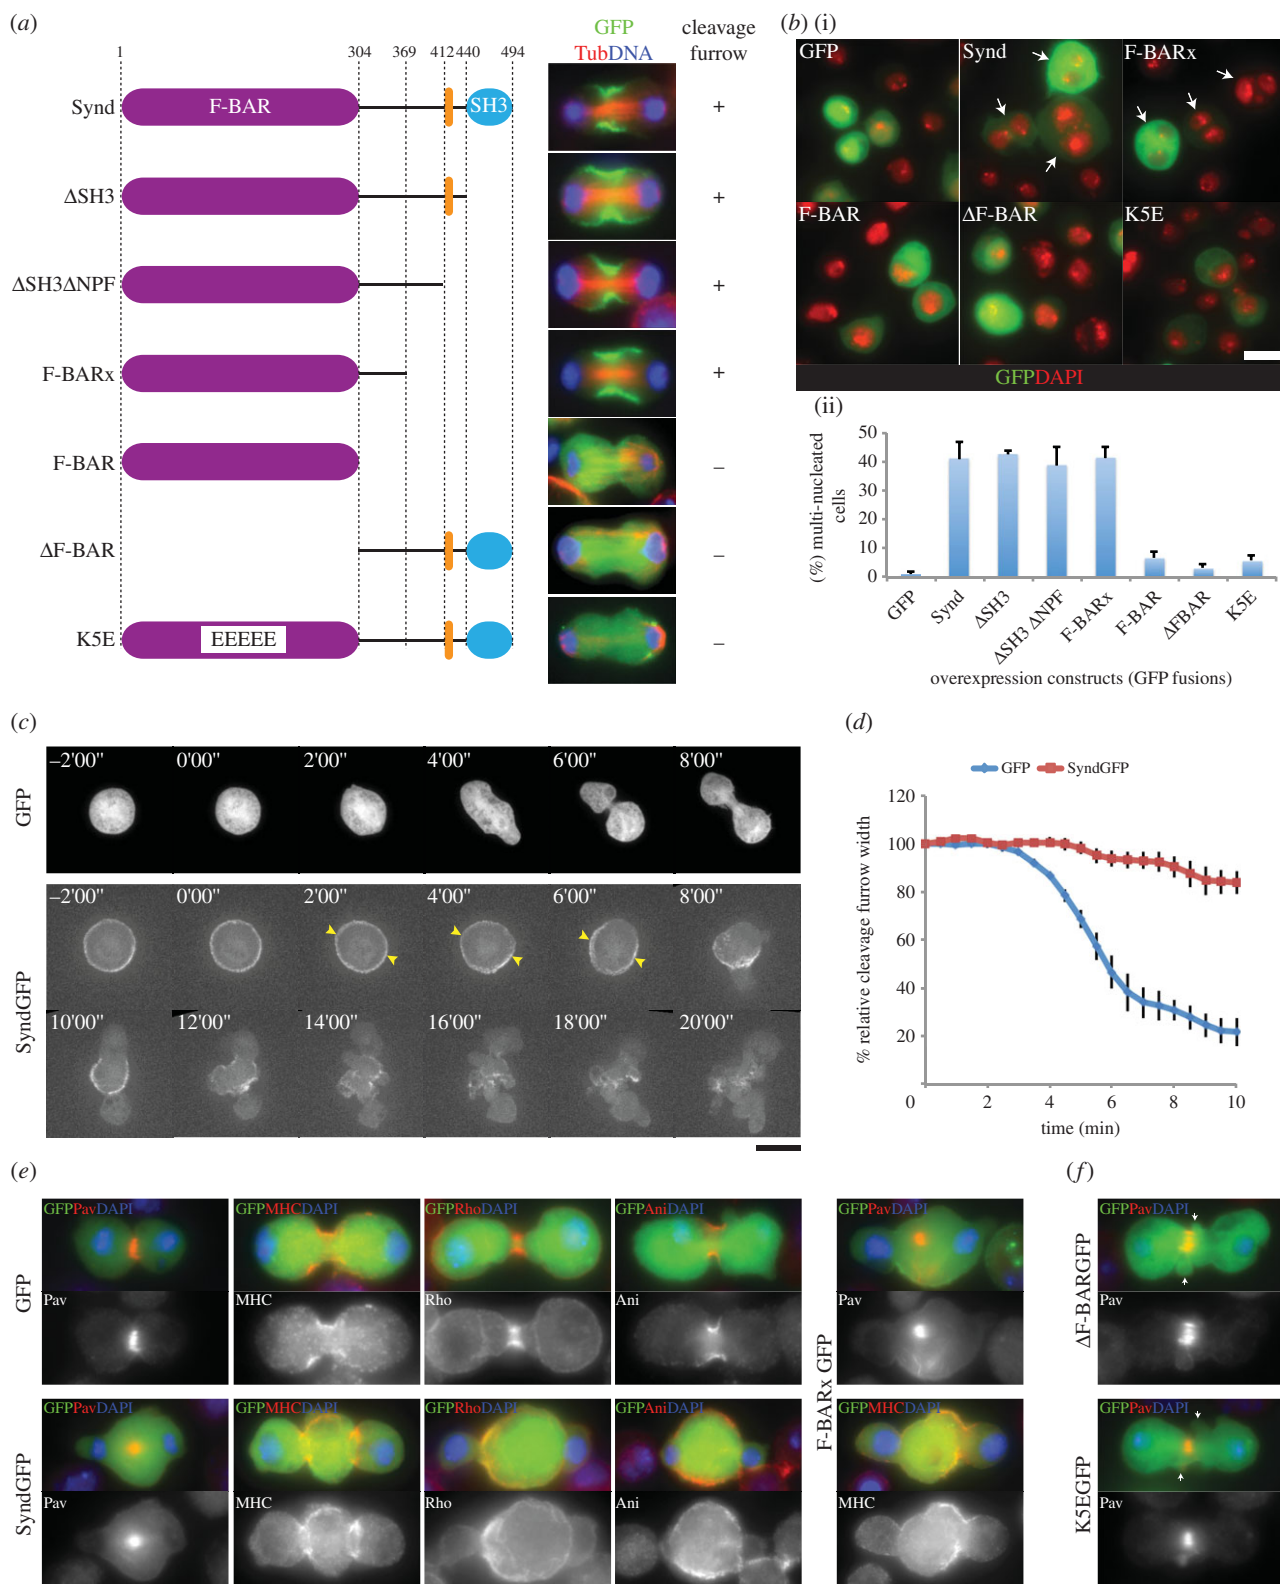 (a)
GFP
cleavage
1 304 369 412 440 494 TubDNA furrow
Synd F-BAR SH3 +
ΔSH3 +
ΔSH3ΔNPF +
F-BARx +
F-BAR –
ΔF-BAR –
K5E EEEEE –
(b) (i)
GFP Synd F-BARx
F-BAR ΔF-BAR K5E
GFPDAPI
(ii)
(%) multi-nucleated
cells
50
40
30
20
10
0
GFP Synd ΔSH3 ΔSH3 ΔNPF F-BARx F-BAR ΔFBAR K5E
overexpression constructs (GFP fusions)
(c)
GFP
–2'00" 0'00" 2'00" 4'00" 6'00" 8'00"
SyndGFP
–2'00" 0'00" 2'00" 4'00" 6'00" 8'00"
10'00" 12'00" 14'00" 16'00" 18'00" 20'00"
(d)
GFP SyndGFP
% relative cleavage furrow width
120
100
80
60
40
20
0 2 4 6 8 10
time (min)
(e)
GFP
GFPPavDAPI GFPMHCDAPI GFPRhoDAPI GFPAniDAPI
Pav MHC Rho Ani
SyndGFP
GFPPavDAPI GFPMHCDAPI GFPRhoDAPI GFPAniDAPI
Pav MHC Rho Ani
F-BARx GFP
GFPPavDAPI
Pav
GFPMHCDAPI
MHC
(f)
ΔF-BARGFP
GFPPavDAPI
Pav
K5EGFP
GFPPavDAPI
Pav